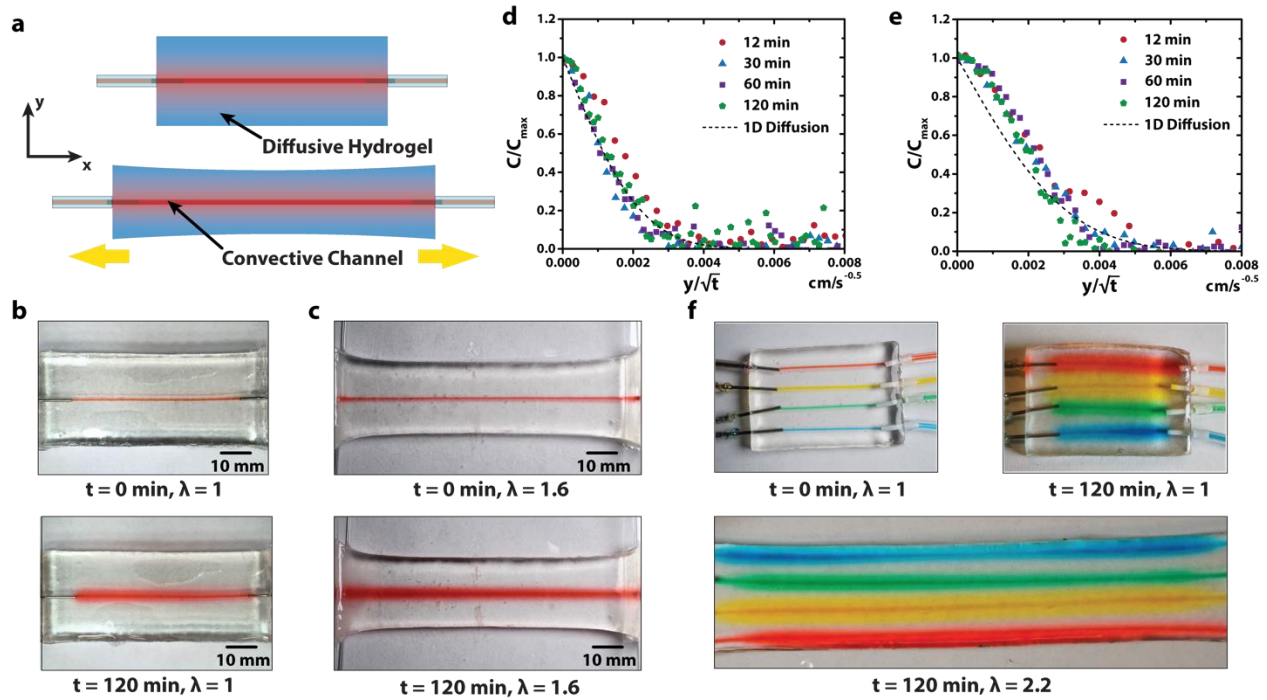 a
y
x
Diffusive Hydrogel
Convective Channel
d
C/Cmax
1.2
1.0
0.8
0.6
0.4
0.2
0.0
12 min
30 min
60 min
120 min
1D Diffusion
0.000 0.002 0.004 0.006 0.008
y/√t cm/s^-0.5
e
C/Cmax
1.2
1.0
0.8
0.6
0.4
0.2
0.0
12 min
30 min
60 min
120 min
1D Diffusion
0.000 0.002 0.004 0.006 0.008
y/√t cm/s^-0.5
b
10 mm
t = 0 min, λ = 1
10 mm
t = 120 min, λ = 1
c
10 mm
t = 0 min, λ = 1.6
10 mm
t = 120 min, λ = 1.6
f
t = 0 min, λ = 1
t = 120 min, λ = 1
t = 120 min, λ = 2.2